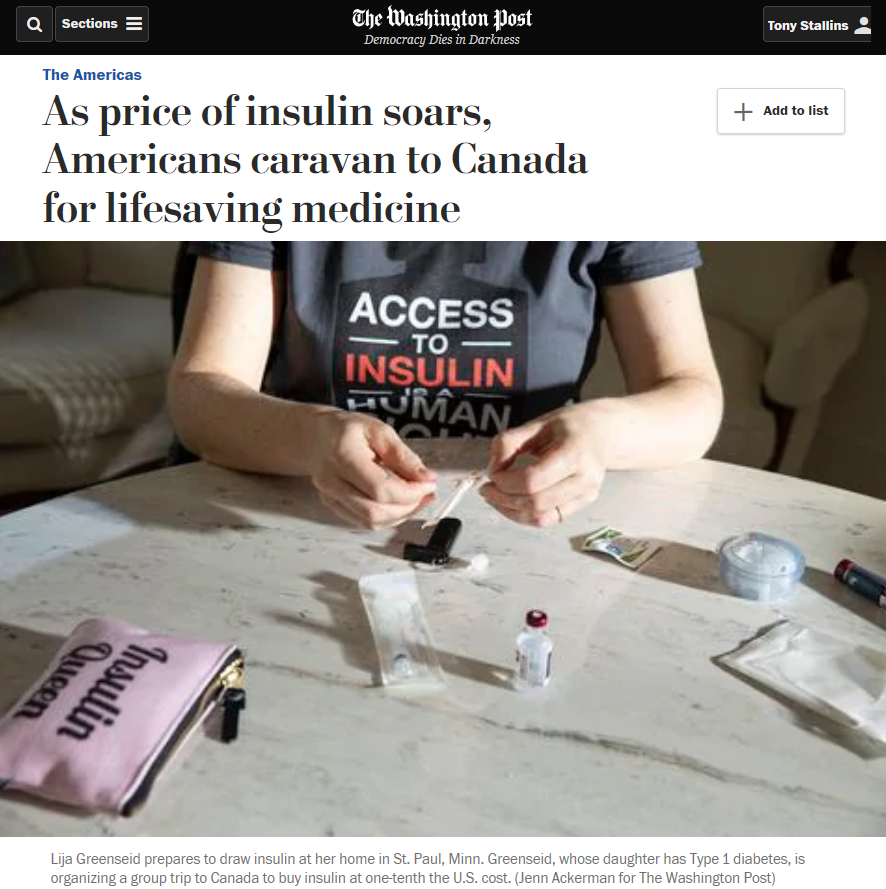 Sections
The Washington Post
Democracy Dies in Darkness
Tony Stallins
The Americas
As price of insulin soars,
Americans caravan to Canada
for lifesaving medicine
Add to list
ACCESS
TO
INSULIN
IS A
HUMAN
Insulin
Queen
Lija Greenseid prepares to draw insulin at her home in St. Paul, Minn. Greenseid, whose daughter has Type 1 diabetes, is
organizing a group trip to Canada to buy insulin at one-tenth the U.S. cost. (Jenn Ackerman for The Washington Post)